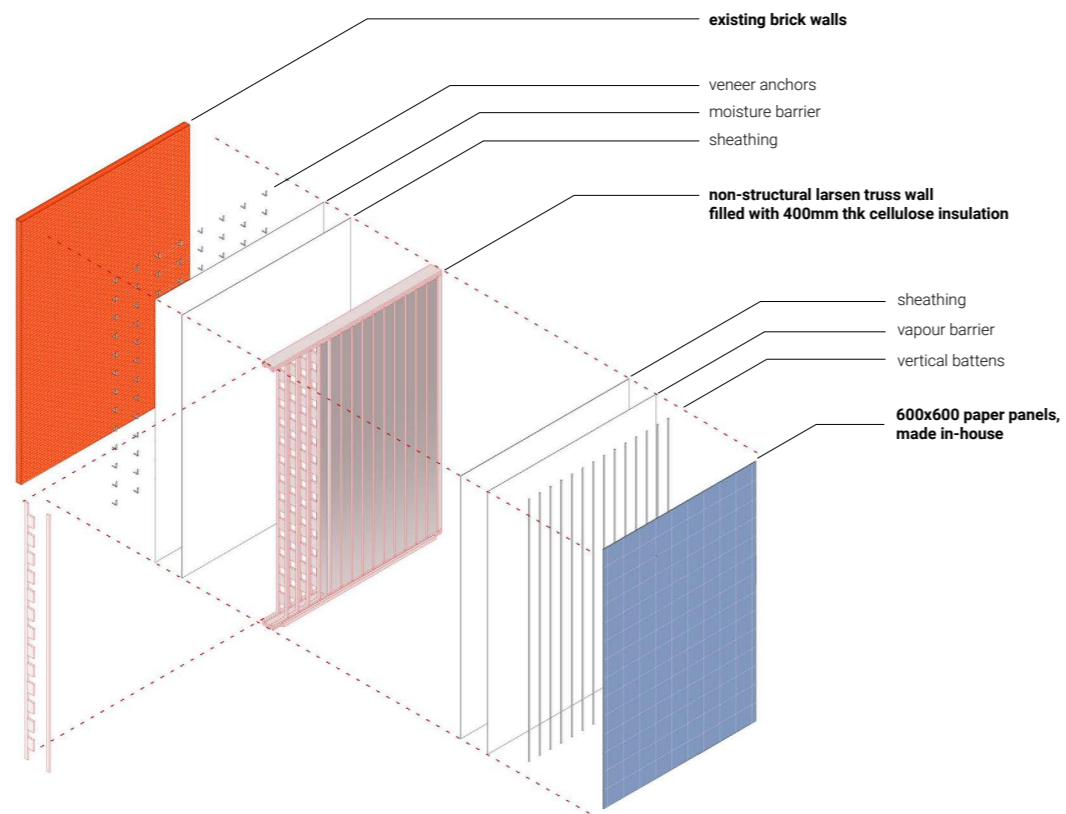 existing brick walls
veneer anchors
moisture barrier
sheathing
non-structural larsen truss wall
filled with 400mm thk cellulose insulation
sheathing
vapour barrier
vertical battens
600x600 paper panels,
made in-house